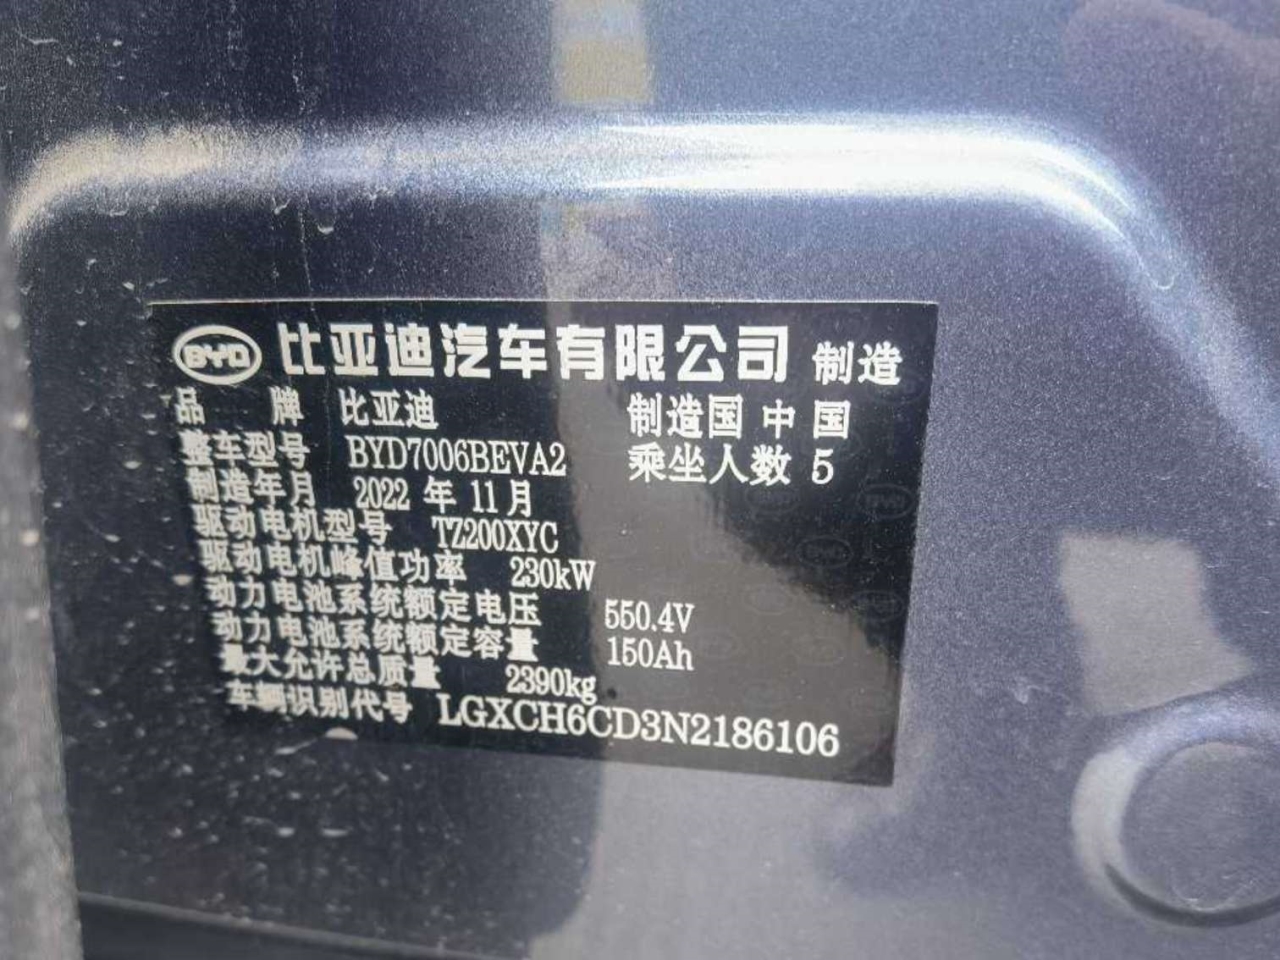 BYD 比亚迪汽车有限公司 制造
品牌 比亚迪 制造国 中国
整车型号 BYD7006BEVA2 乘坐人数 5
制造年月 2022 年 11 月
驱动电机型号 TZ200XYC
驱动电机峰值功率 230kW
动力电池系统额定电压 550.4V
动力电池系统额定容量 150Ah
最大允许总质量 2390kg
车辆识别代号 LGXCH6CD3N2186106